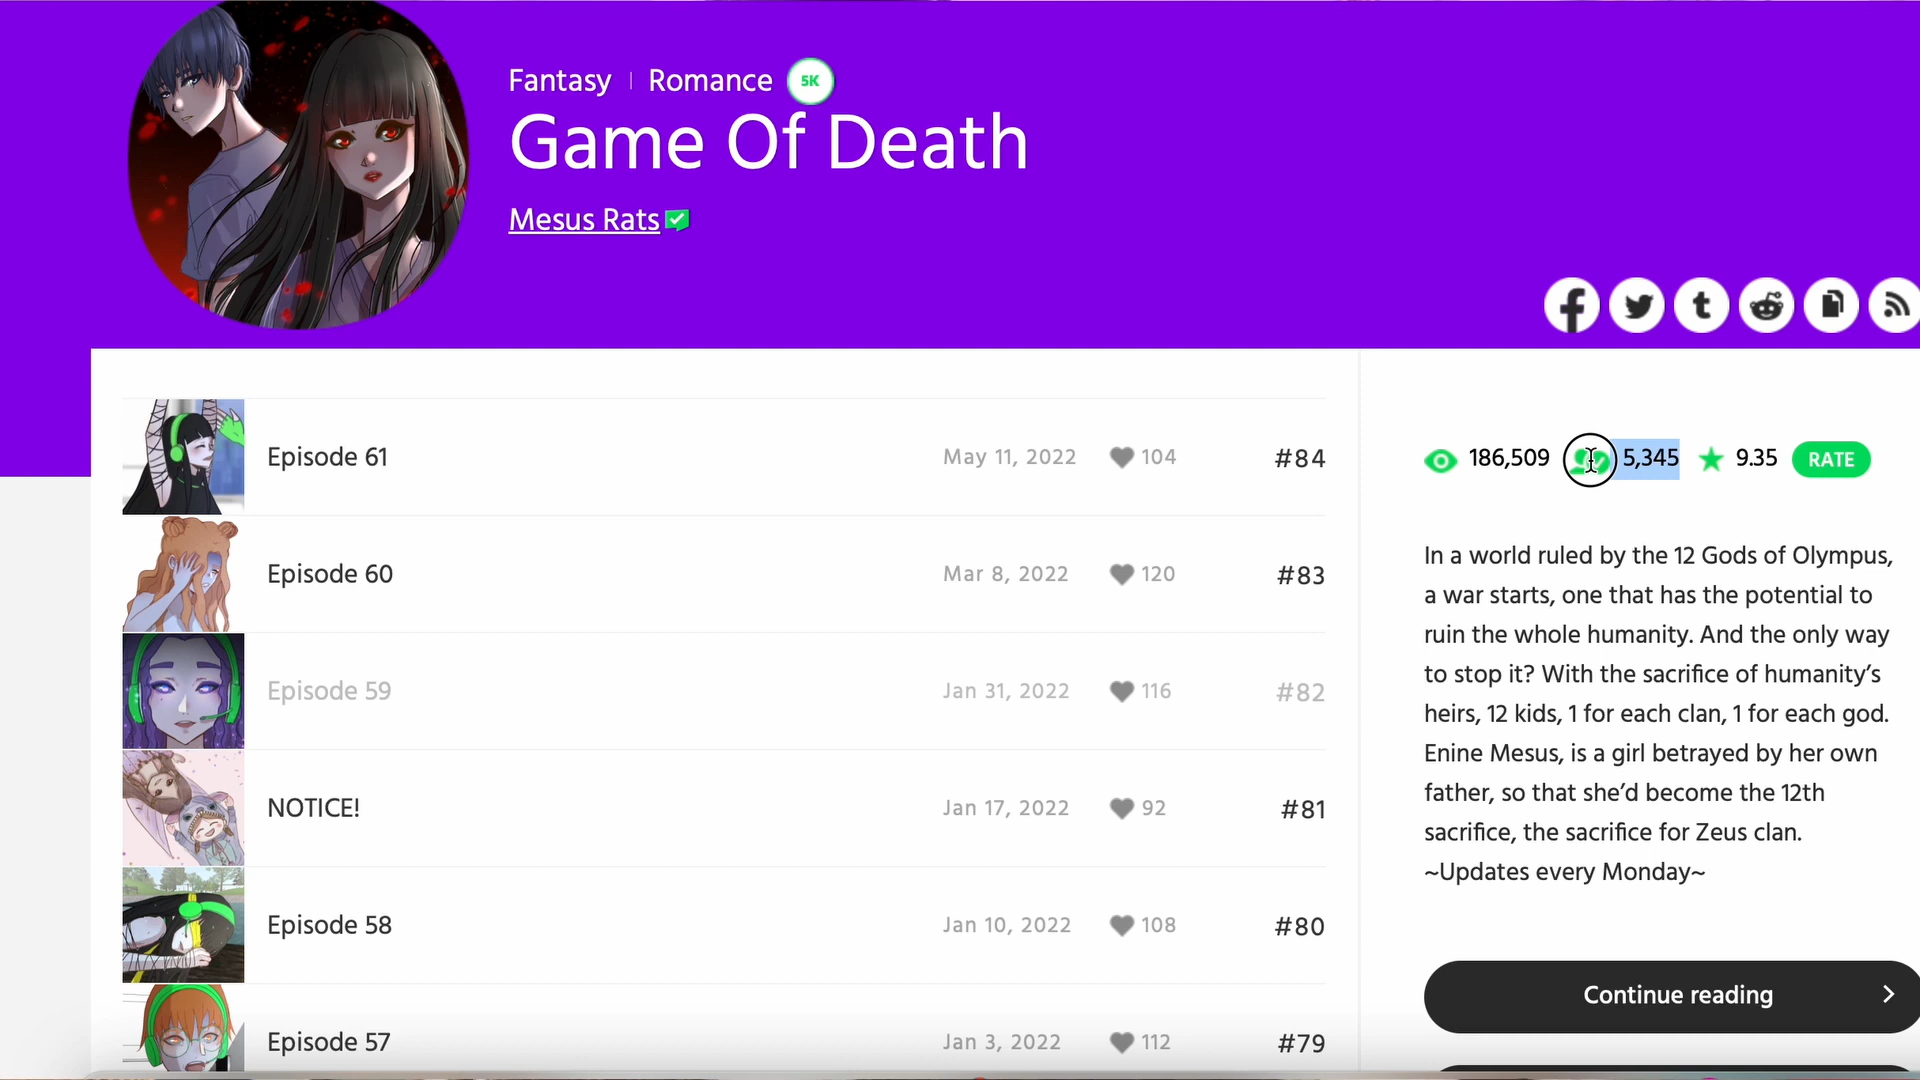 Fantasy | Romance 5K
Game Of Death
Mesus Rats
Episode 61 May 11, 2022 104 #84
Episode 60 Mar 8, 2022 120 #83
Episode 59 Jan 31, 2022 116 #82
NOTICE! Jan 17, 2022 92 #81
Episode 58 Jan 10, 2022 108 #80
Episode 57 Jan 3, 2022 112 #79
186,509 5,345 9.35 RATE
In a world ruled by the 12 Gods of Olympus,
a war starts, one that has the potential to
ruin the whole humanity. And the only way
to stop it? With the sacrifice of humanity’s
heirs, 12 kids, 1 for each clan, 1 for each god.
Enine Mesus, is a girl betrayed by her own
father, so that she’d become the 12th
sacrifice, the sacrifice for Zeus clan.
~Updates every Monday~
Continue reading